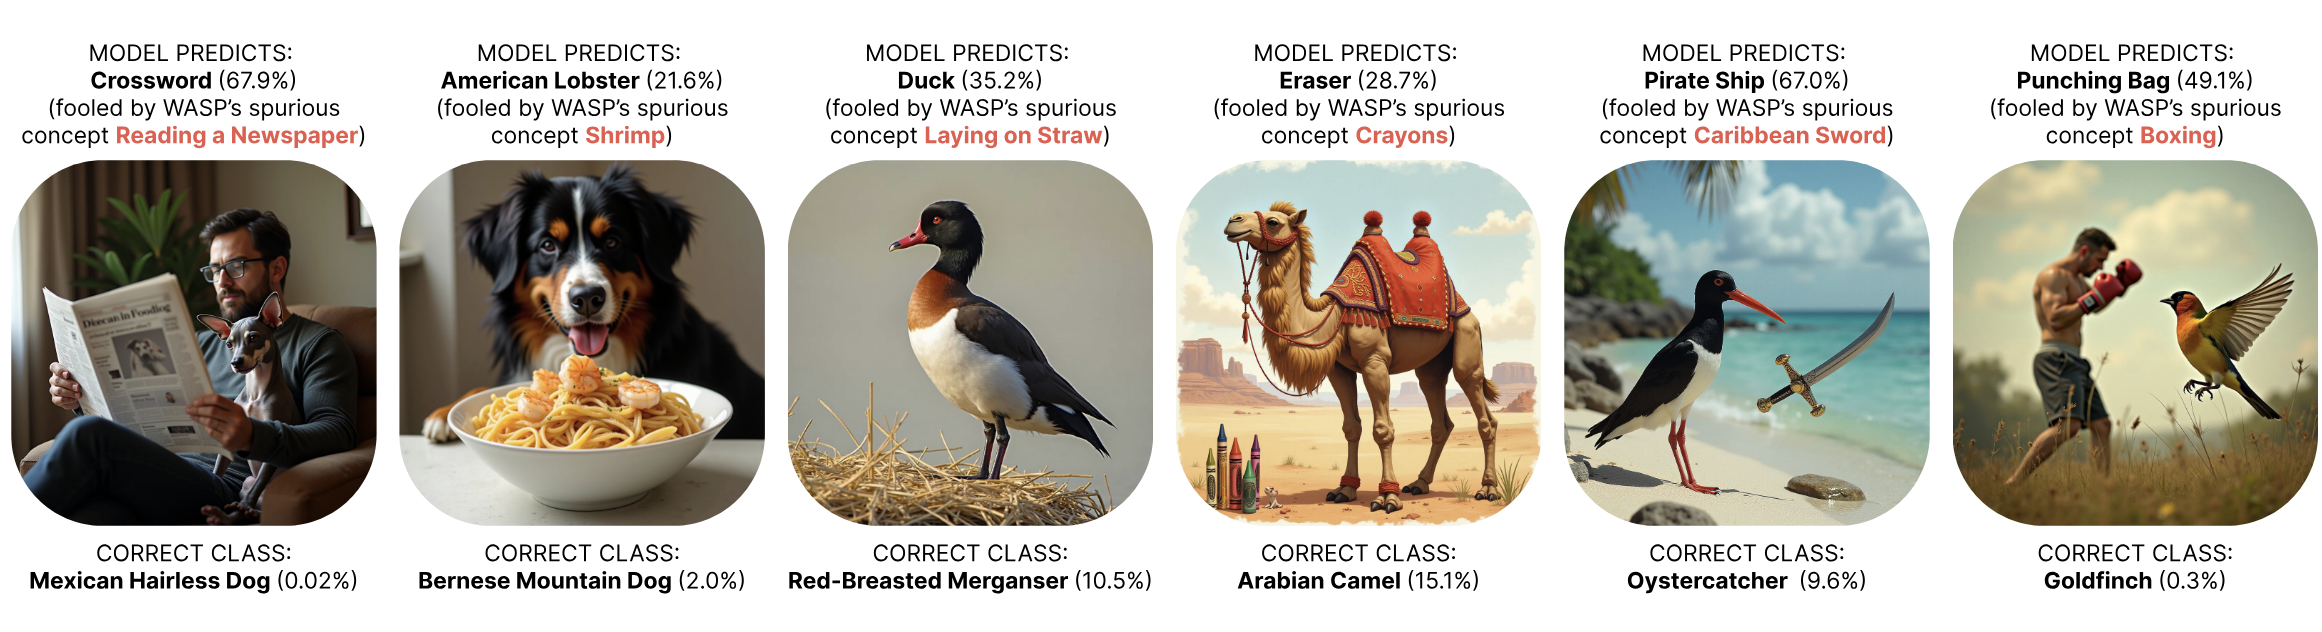 MODEL PREDICTS:
Crossword (67.9%)
(fooled by WASP's spurious
concept Reading a Newspaper)
CORRECT CLASS:
Mexican Hairless Dog (0.02%)
MODEL PREDICTS:
American Lobster (21.6%)
(fooled by WASP's spurious
concept Shrimp)
CORRECT CLASS:
Bernese Mountain Dog (2.0%)
MODEL PREDICTS:
Duck (35.2%)
(fooled by WASP's spurious
concept Laying on Straw)
CORRECT CLASS:
Red-Breasted Merganser (10.5%)
MODEL PREDICTS:
Eraser (28.7%)
(fooled by WASP's spurious
concept Crayons)
CORRECT CLASS:
Arabian Camel (15.1%)
MODEL PREDICTS:
Pirate Ship (67.0%)
(fooled by WASP's spurious
concept Caribbean Sword)
CORRECT CLASS:
Oystercatcher (9.6%)
MODEL PREDICTS:
Punching Bag (49.1%)
(fooled by WASP's spurious
concept Boxing)
CORRECT CLASS:
Goldfinch (0.3%)